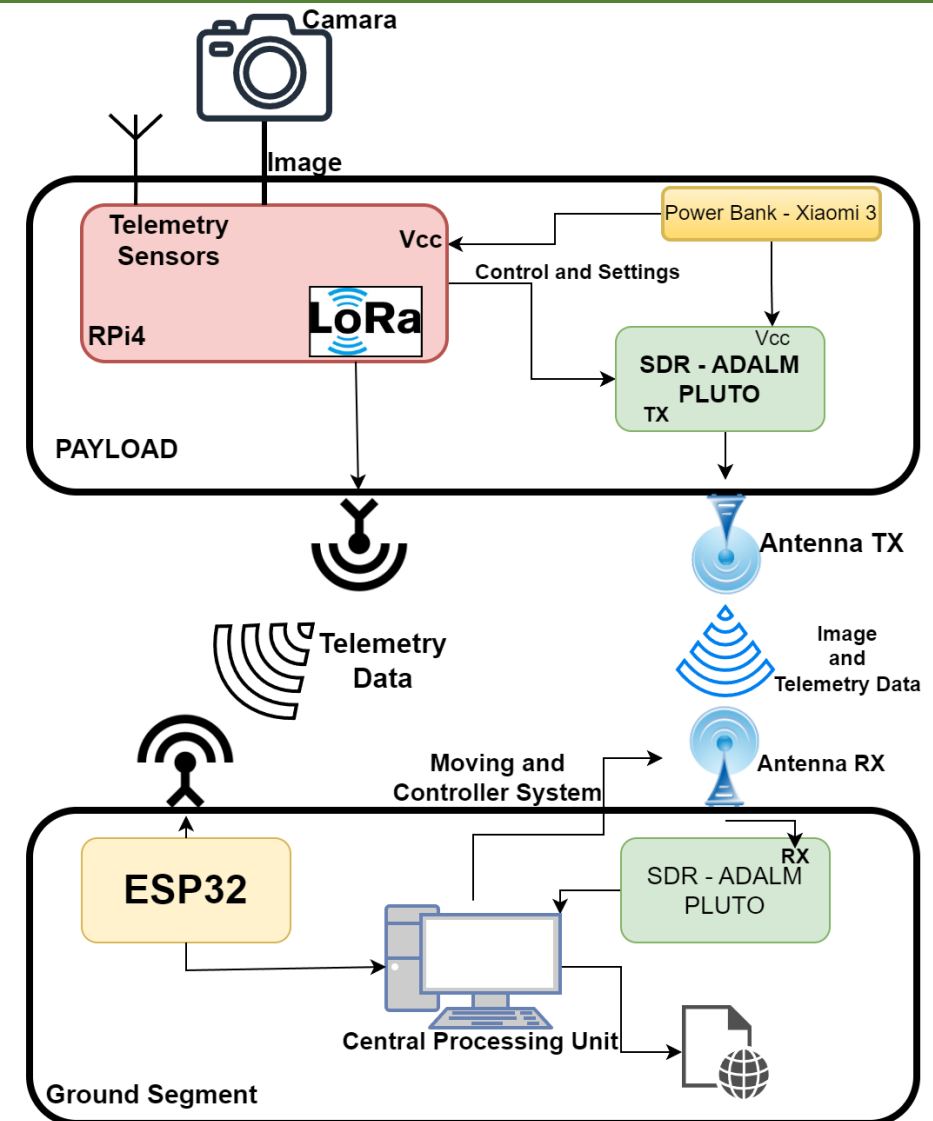 Camara
Image
Telemetry
Sensors
Vcc
Power Bank - Xiaomi 3
Control and Settings
LoRa
RPi4
Vcc
SDR - ADALM
PLUTO
TX
PAYLOAD
Antenna TX
Telemetry
Data
Image
and
Telemetry Data
Moving and
Controller System
Antenna RX
ESP32
RX
SDR - ADALM
PLUTO
Central Processing Unit
Ground Segment